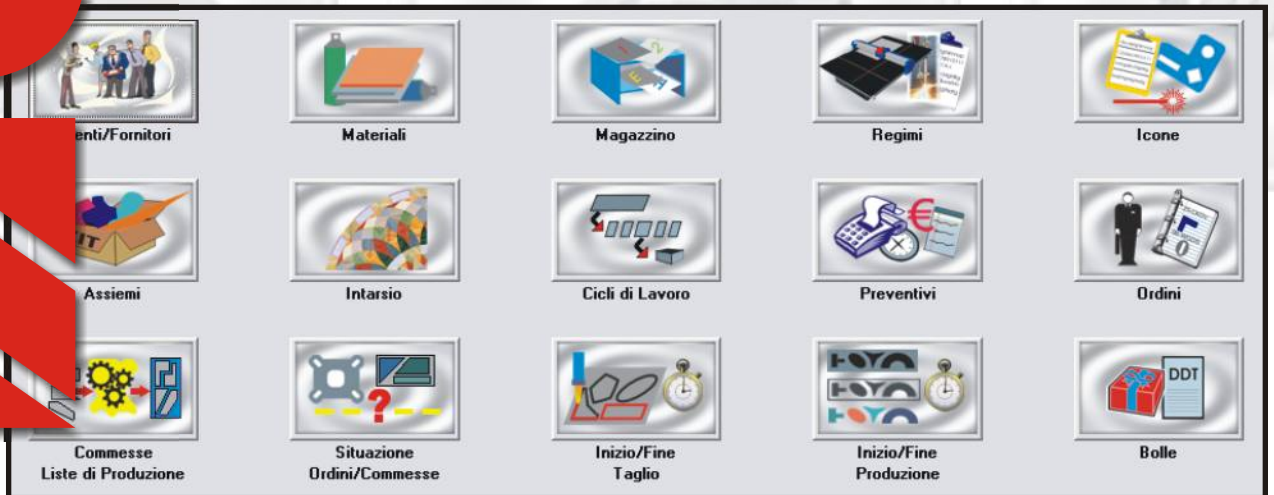 enti/Fornitori
Materiali
Magazzino
Regimi
Icone
Assiemi
Intarsio
Cicli di Lavoro
Preventivi
Ordini
DDT
Commesse
Liste di Produzione
Situazione
Ordini/Commesse
Inizio/Fine
Taglio
Inizio/Fine
Produzione
Bolle